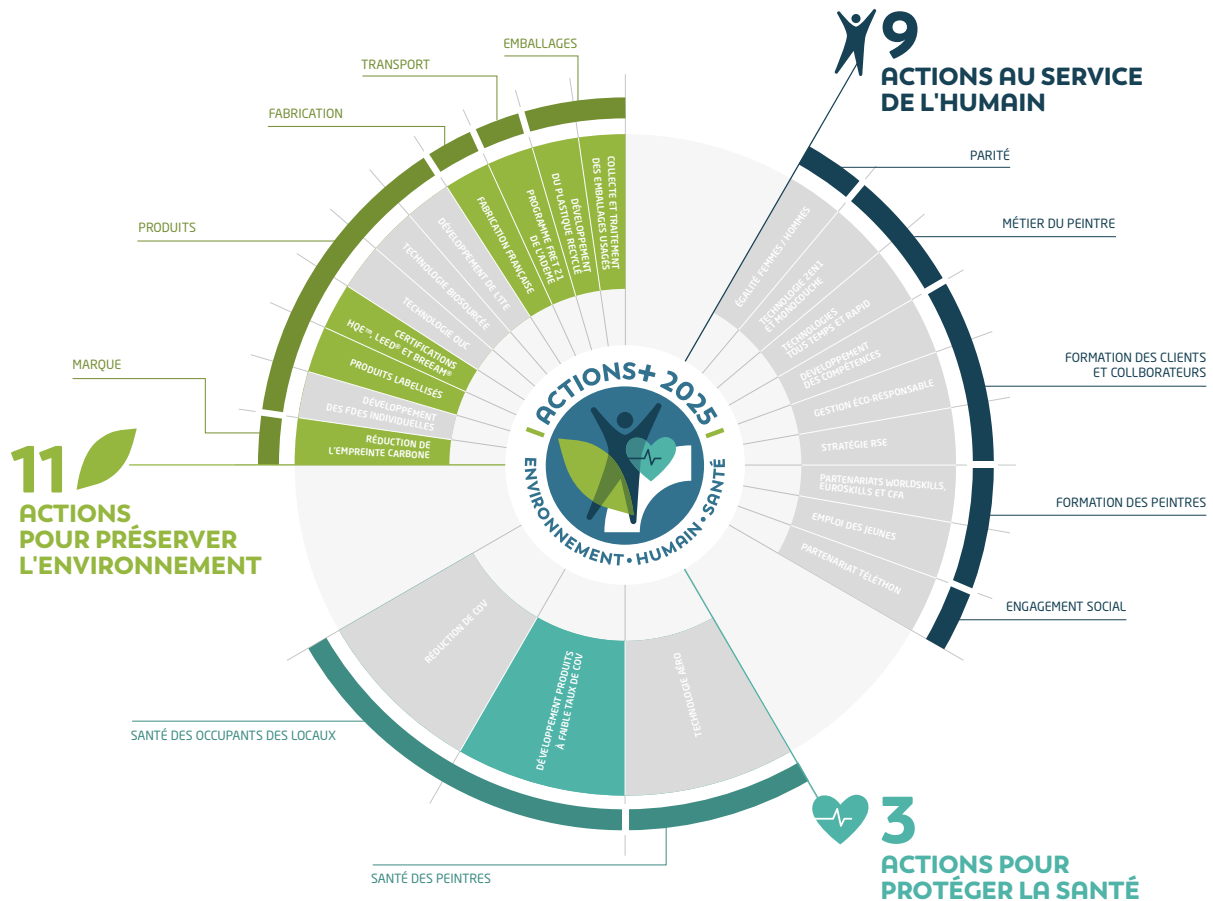 EMBALLAGES
TRANSPORT
FABRICATION
PRODUITS
MARQUE
11
ACTIONS
POUR PRÉSERVER
L'ENVIRONNEMENT
COLLECTE ET TRAITEMENT
DES EMBALLAGES USAGÉS
DÉVELOPPEMENT
DU PLASTIQUE RECYCLÉ
PROGRAMME FRET 21
DE L'ADEME
FABRICATION FRANÇAISE
DÉVELOPPEMENT DE L'ITE
TECHNOLOGIE BIOSOURCÉE
TECHNOLOGIE OUC
CERTIFICATIONS
HQE™, LEED® ET BREEAM®
PRODUITS LABELLISÉS
DÉVELOPPEMENT
DES FDES INDIVIDUELLES
RÉDUCTION DE
L'EMPREINTE CARBONE
9
ACTIONS AU SERVICE
DE L'HUMAIN
PARITÉ
MÉTIER DU PEINTRE
FORMATION DES CLIENTS
ET COLLBORATEURS
FORMATION DES PEINTRES
ENGAGEMENT SOCIAL
ÉGALITÉ FEMMES / HOMMES
TECHNOLOGIE 2EN1
ET MONOCOUCHE
TECHNOLOGIES
TOUS TEMPS ET RAPID
DÉVELOPPEMENT
DES COMPÉTENCES
GESTION ÉCO-RESPONSABLE
STRATÉGIE RSE
PARTENARIATS WORLDSKILLS,
EUROSKILLS ET CFA
EMPLOI DES JEUNES
PARTENARIAT TÉLÉTHON
ACTIONS+ 2025
ENVIRONNEMENT • HUMAIN • SANTÉ
RÉDUCTION DE COV
DÉVELOPPEMENT PRODUITS
À FAIBLE TAUX DE COV
TECHNOLOGIE AÉRO
SANTÉ DES OCCUPANTS DES LOCAUX
SANTÉ DES PEINTRES
3
ACTIONS POUR
PROTÉGER LA SANTÉ